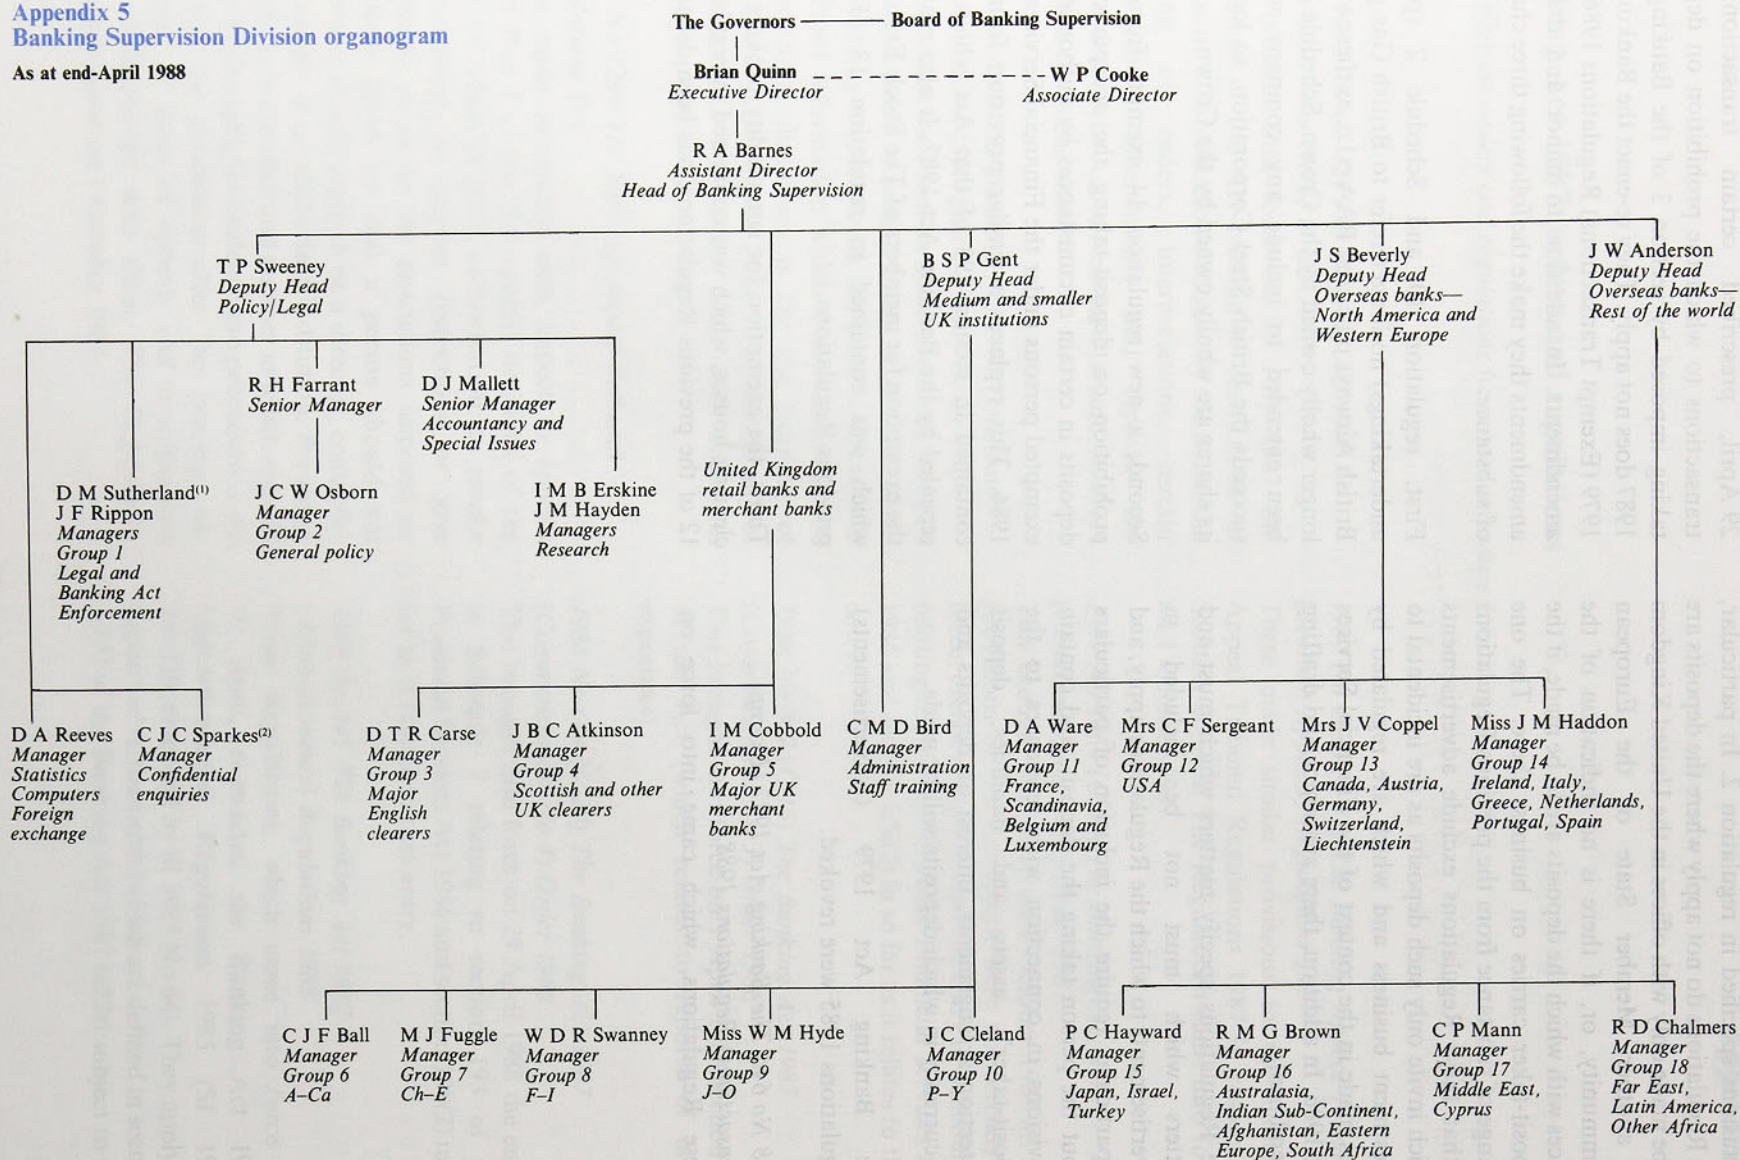 Appendix 5
Banking Supervision Division organogram
As at end-April 1988
The Governors
Board of Banking Supervision
Brian Quinn
Executive Director
W P Cooke
Associate Director
R A Barnes
Assistant Director
Head of Banking Supervision
T P Sweeney
Deputy Head
Policy/Legal
B S P Gent
Deputy Head
Medium and smaller
UK institutions
J S Beverly
Deputy Head
Overseas banks—
North America and
Western Europe
J W Anderson
Deputy Head
Overseas banks—
Rest of the world
R H Farrant
Senior Manager
D J Mallett
Senior Manager
Accountancy and
Special Issues
D M Sutherland(1)
J F Rippon
Managers
Group 1
Legal and
Banking Act
Enforcement
J C W Osborn
Manager
Group 2
General policy
I M B Erskine
J M Hayden
Managers
Research
United Kingdom
retail banks and
merchant banks
D A Reeves
Manager
Statistics
Computers
Foreign
exchange
C J C Sparkes(2)
Manager
Confidential
enquiries
D T R Carse
Manager
Group 3
Major
English
clearers
J B C Atkinson
Manager
Group 4
Scottish and other
UK clearers
I M Cobbold
Manager
Group 5
Major UK
merchant
banks
C M D Bird
Manager
Administration
Staff training
D A Ware
Manager
Group 11
France,
Scandinavia,
Belgium and
Luxembourg
Mrs C F Sergeant
Manager
Group 12
USA
Mrs J V Coppel
Manager
Group 13
Canada, Austria,
Germany,
Switzerland,
Liechtenstein
Miss J M Haddon
Manager
Group 14
Ireland, Italy,
Greece, Netherlands,
Portugal, Spain
C J F Ball
Manager
Group 6
A–Ca
M J Fuggle
Manager
Group 7
Ch–E
W D R Swanney
Manager
Group 8
F–I
Miss W M Hyde
Manager
Group 9
J–O
J C Cleland
Manager
Group 10
P–Y
P C Hayward
Manager
Group 15
Japan, Israel,
Turkey
R M G Brown
Manager
Group 16
Australasia,
Indian Sub-Continent,
Afghanistan, Eastern
Europe, South Africa
C P Mann
Manager
Group 17
Middle East,
Cyprus
R D Chalmers
Manager
Group 18
Far East,
Latin America,
Other Africa